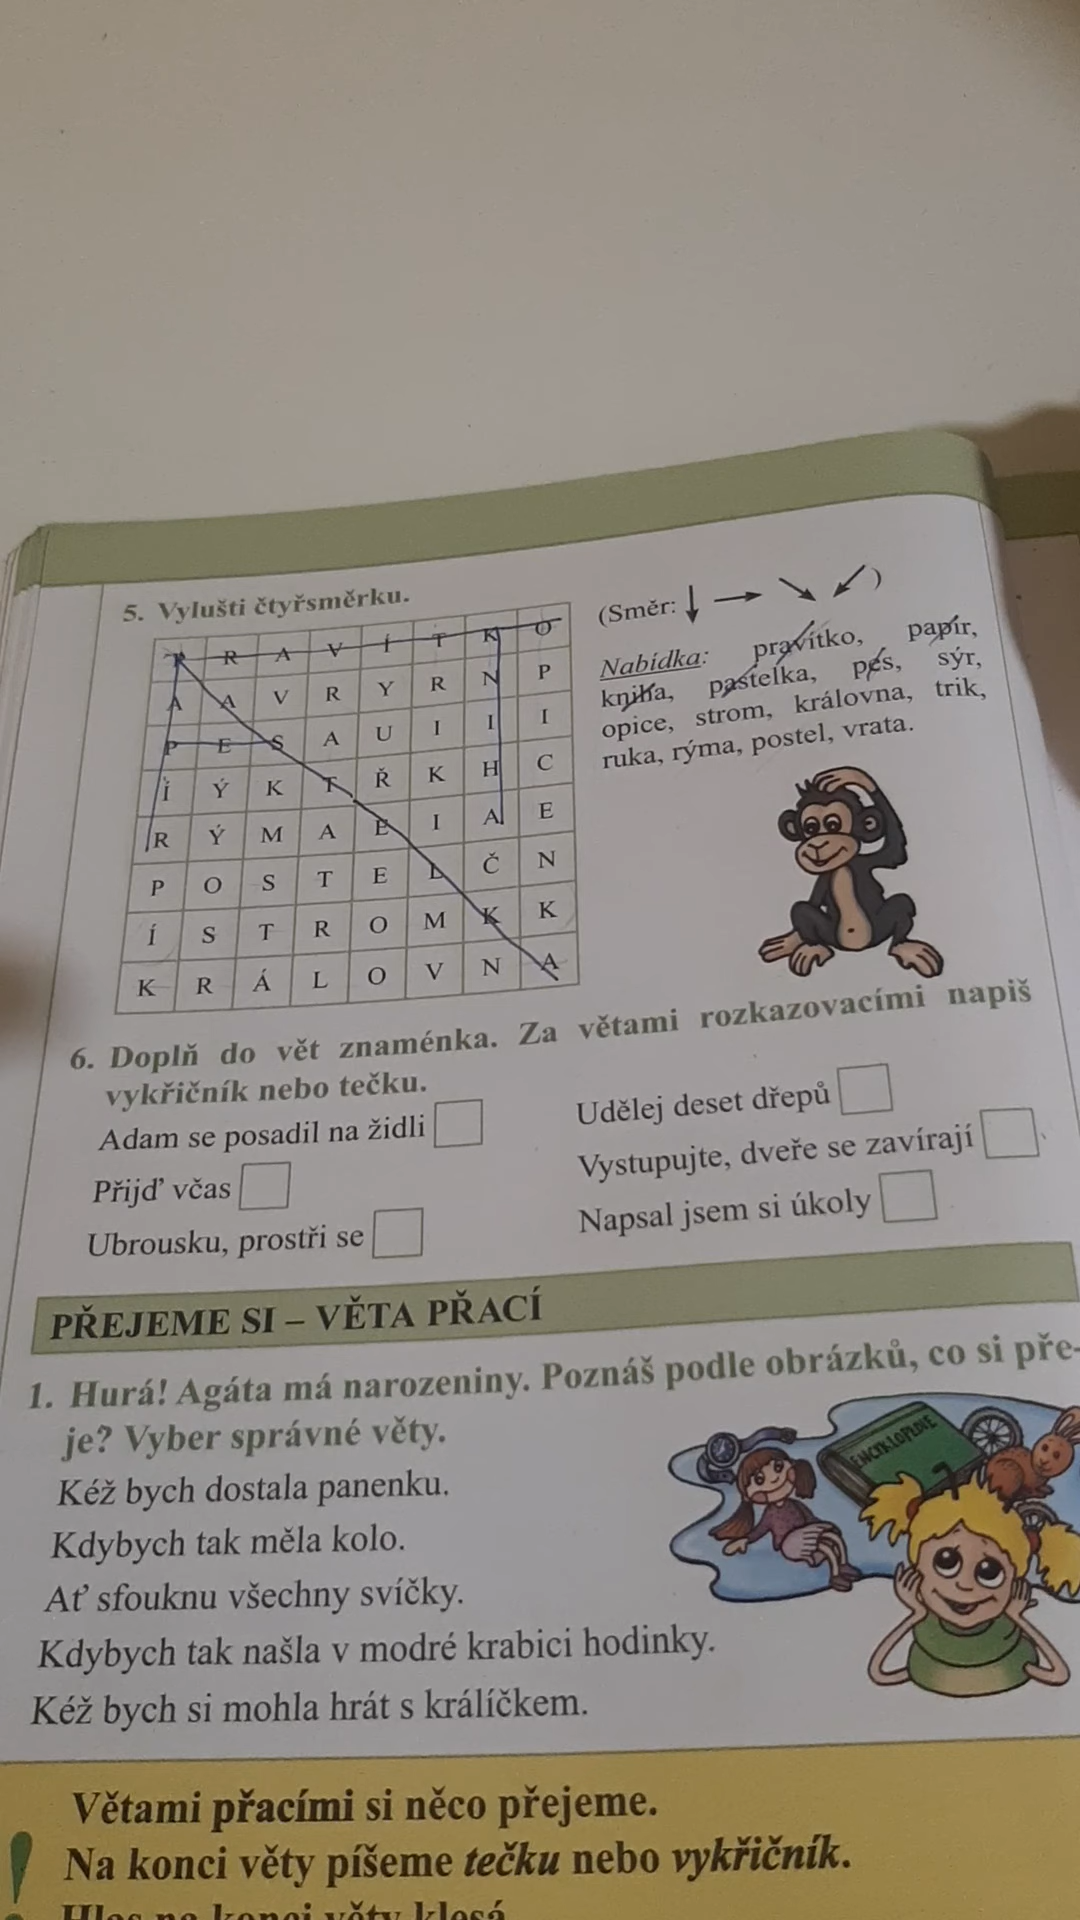 5. Vylušti čtyřsměrku.
(Směr: )
P R A V Í T K O
A A V R Y R N P
P E S A U I I I
Í Ý K T Ř K H C
R Ý M A E I A E
P O S T E L Č N
Í S T R O M K K
K R Á L O V N A
Nabídka: pravítko, papír,
kniha, pastelka, pes, sýr,
opice, strom, královna, trik,
ruka, rýma, postel, vrata.
6. Doplň do vět znaménka. Za větami rozkazovacími napiš
vykřičník nebo tečku.
Adam se posadil na židli
Přijď včas
Ubrousku, prostři se
Udělej deset dřepů
Vystupujte, dveře se zavírají
Napsal jsem si úkoly
PŘEJEME SI – VĚTA PŘACÍ
1. Hurá! Agáta má narozeniny. Poznáš podle obrázků, co si pře-
je? Vyber správné věty.
ENCYKLOPEDIE
Kéž bych dostala panenku.
Kdybych tak měla kolo.
Ať sfouknu všechny svíčky.
Kdybych tak našla v modré krabici hodinky.
Kéž bych si mohla hrát s králíčkem.
Větami přacími si něco přejeme.
! Na konci věty píšeme tečku nebo vykřičník.
Hlas na konci věty klesá